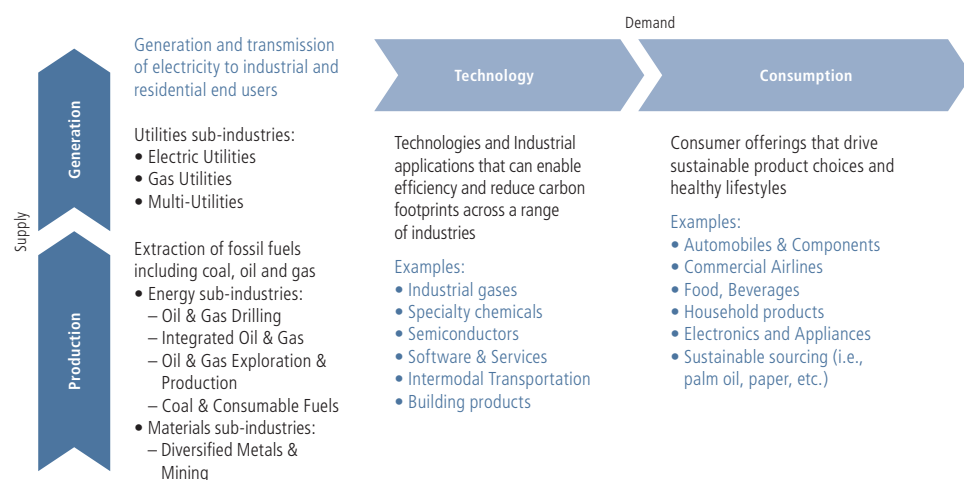 Demand
Supply
Generation
Generation and transmission
of electricity to industrial and
residential end users
Utilities sub-industries:
• Electric Utilities
• Gas Utilities
• Multi-Utilities
Production
Extraction of fossil fuels
including coal, oil and gas
• Energy sub-industries:
– Oil & Gas Drilling
– Integrated Oil & Gas
– Oil & Gas Exploration &
Production
– Coal & Consumable Fuels
• Materials sub-industries:
– Diversified Metals &
Mining
Technology
Technologies and Industrial
applications that can enable
efficiency and reduce carbon
footprints across a range
of industries
Examples:
• Industrial gases
• Specialty chemicals
• Semiconductors
• Software & Services
• Intermodal Transportation
• Building products
Consumption
Consumer offerings that drive
sustainable product choices and
healthy lifestyles
Examples:
• Automobiles & Components
• Commercial Airlines
• Food, Beverages
• Household products
• Electronics and Appliances
• Sustainable sourcing (i.e.,
palm oil, paper, etc.)